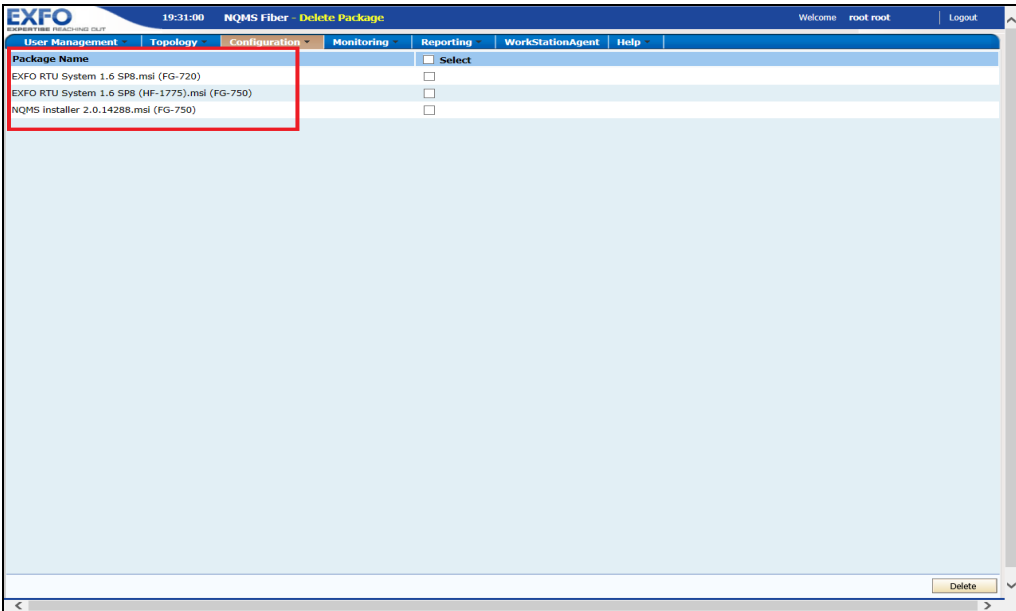 EXFO
EXPERTISE REACHING OUT
19:31:00 NQMS Fiber - Delete Package Welcome root root Logout
User Management Topology Configuration Monitoring Reporting WorkStationAgent Help
Package Name Select
EXFO RTU System 1.6 SP8.msi (FG-720)
EXFO RTU System 1.6 SP8 (HF-1775).msi (FG-750)
NQMS installer 2.0.14288.msi (FG-750)
Delete